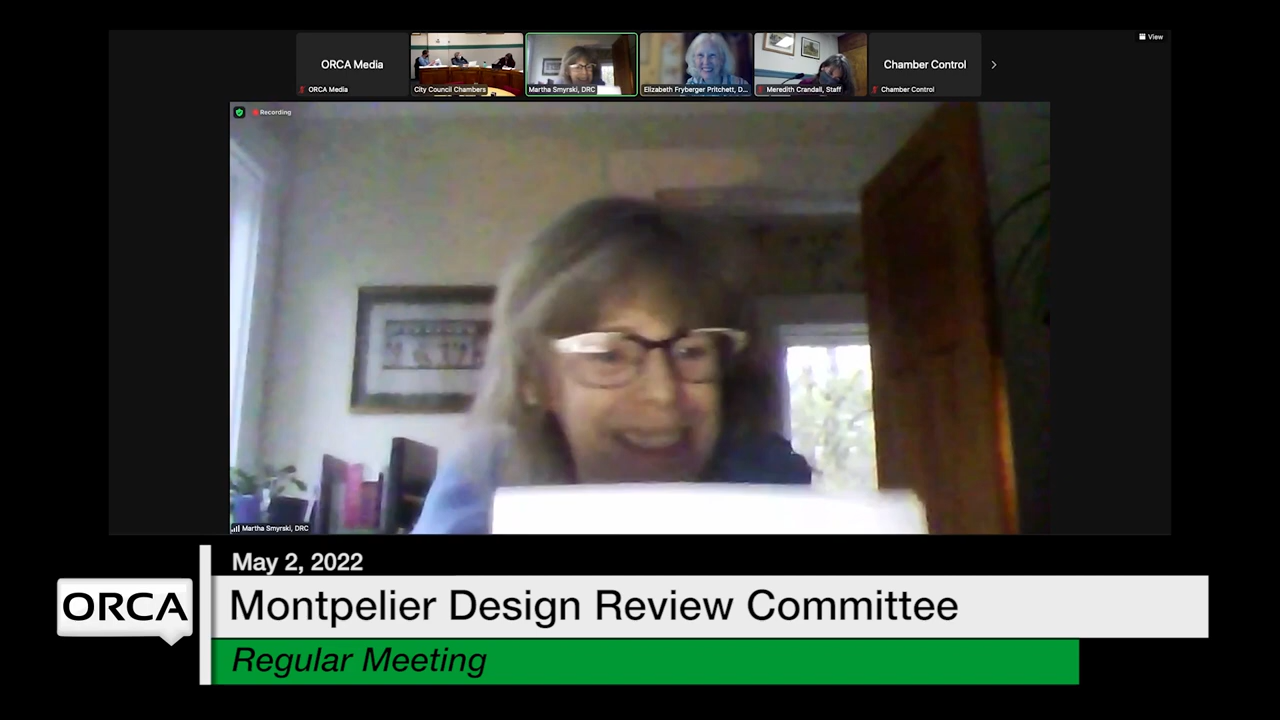 View
ORCA Media
Chamber Control
ORCA Media
City Council Chambers
Martha Smyrski, DRC
Elizabeth Fryberger Pritchett, D...
Meredith Crandall, Staff
Chamber Control
Recording
Martha Smyrski, DRC
May 2, 2022
ORCA
Montpelier Design Review Committee
Regular Meeting